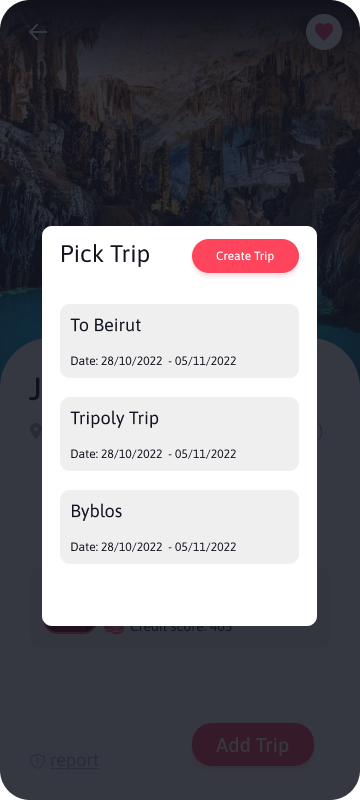 Pick Trip
Create Trip
To Beirut
Date: 28/10/2022 - 05/11/2022
Tripoly Trip
Date: 28/10/2022 - 05/11/2022
Byblos
Date: 28/10/2022 - 05/11/2022
Credit score: 465
Add Trip
report